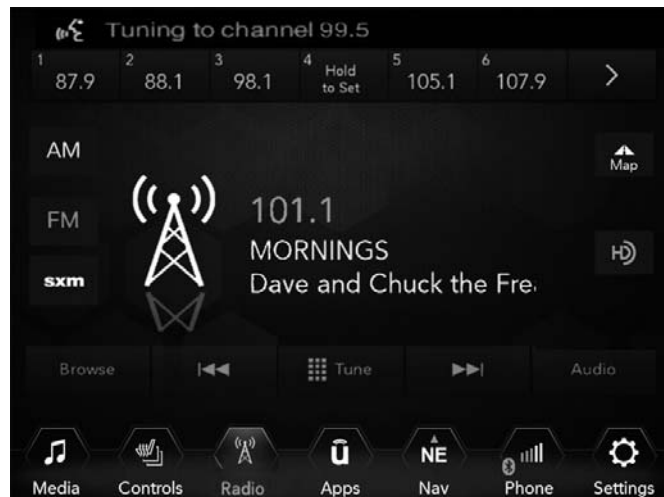 Tuning to channel 99.5
1 87.9 2 88.1 3 98.1 4 Hold to Set 5 105.1 6 107.9
AM
Map
101.1
FM
MORNINGS
HD
sxm
Dave and Chuck the Fre
Browse Tune Audio
ū NE
Media Controls Radio Apps Nav Phone Settings